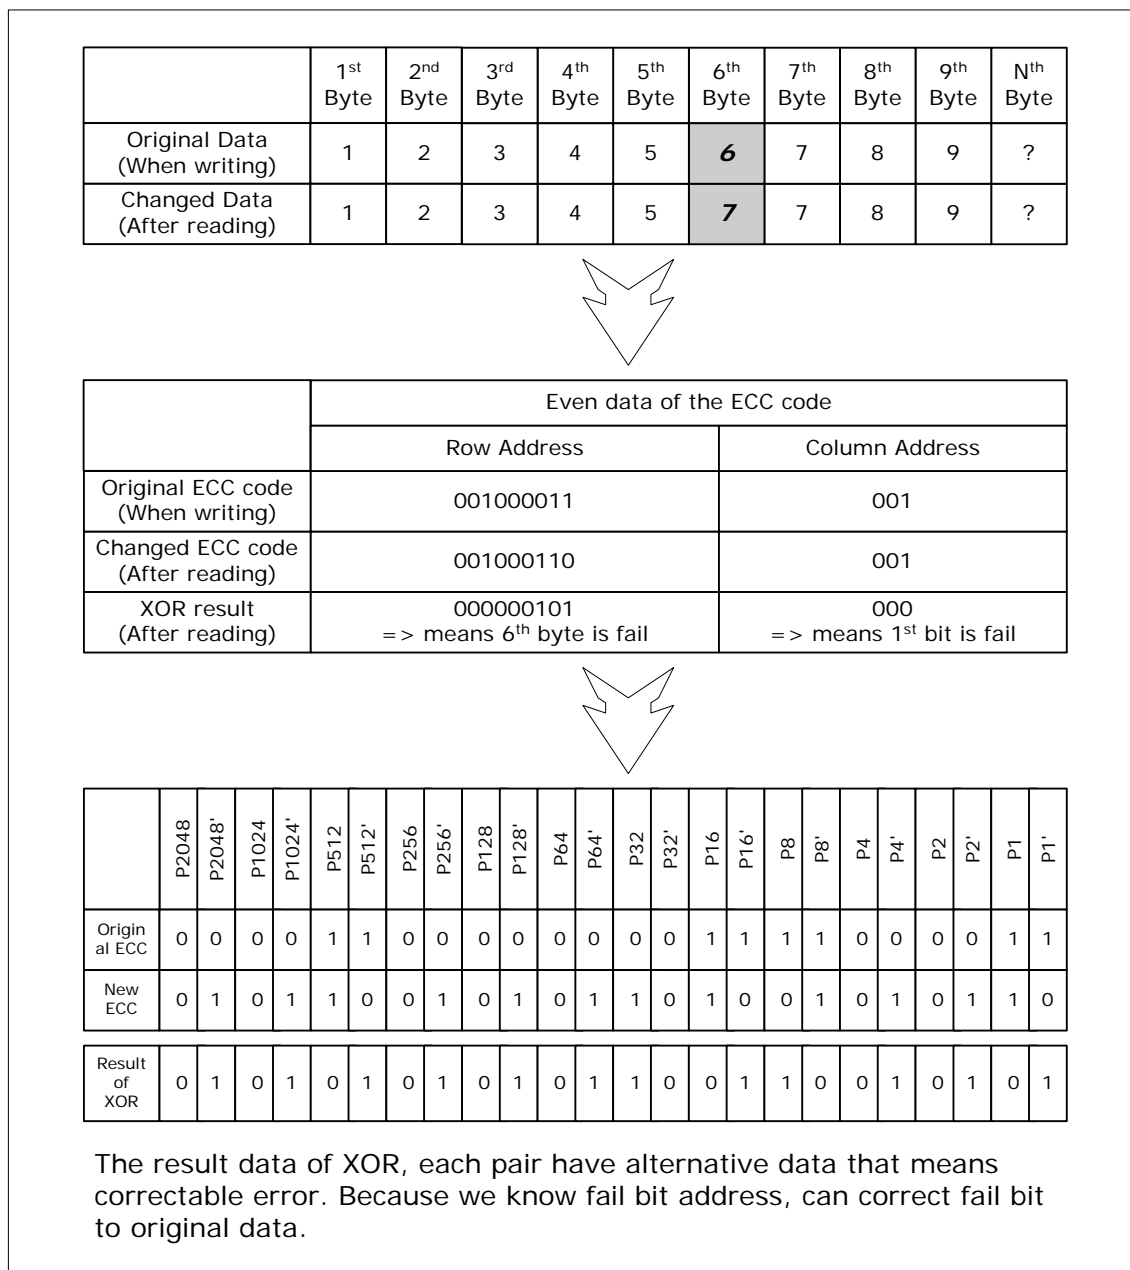 1st Byte 2nd Byte 3rd Byte 4th Byte 5th Byte 6th Byte 7th Byte 8th Byte 9th Byte Nth Byte
Original Data (When writing) 1 2 3 4 5 6 7 8 9 ?
Changed Data (After reading) 1 2 3 4 5 7 7 8 9 ?
Even data of the ECC code
Row Address Column Address
Original ECC code (When writing) 001000011 001
Changed ECC code (After reading) 001000110 001
XOR result (After reading) 000000101 => means 6th byte is fail 000 => means 1st bit is fail
P2048 P2048' P1024 P1024' P512 P512' P256 P256' P128 P128' P64 P64' P32 P32' P16 P16' P8 P8' P4 P4' P2 P2' P1 P1'
Origin al ECC 0 0 0 0 1 1 0 0 0 0 0 0 0 0 1 1 1 1 0 0 0 0 1 1
New ECC 0 1 0 1 1 0 0 1 0 1 0 1 1 0 1 0 0 1 0 1 0 1 1 0
Result of XOR 0 1 0 1 0 1 0 1 0 1 0 1 1 0 0 1 1 0 0 1 0 1 0 1
The result data of XOR, each pair have alternative data that means
correctable error. Because we know fail bit address, can correct fail bit
to original data.